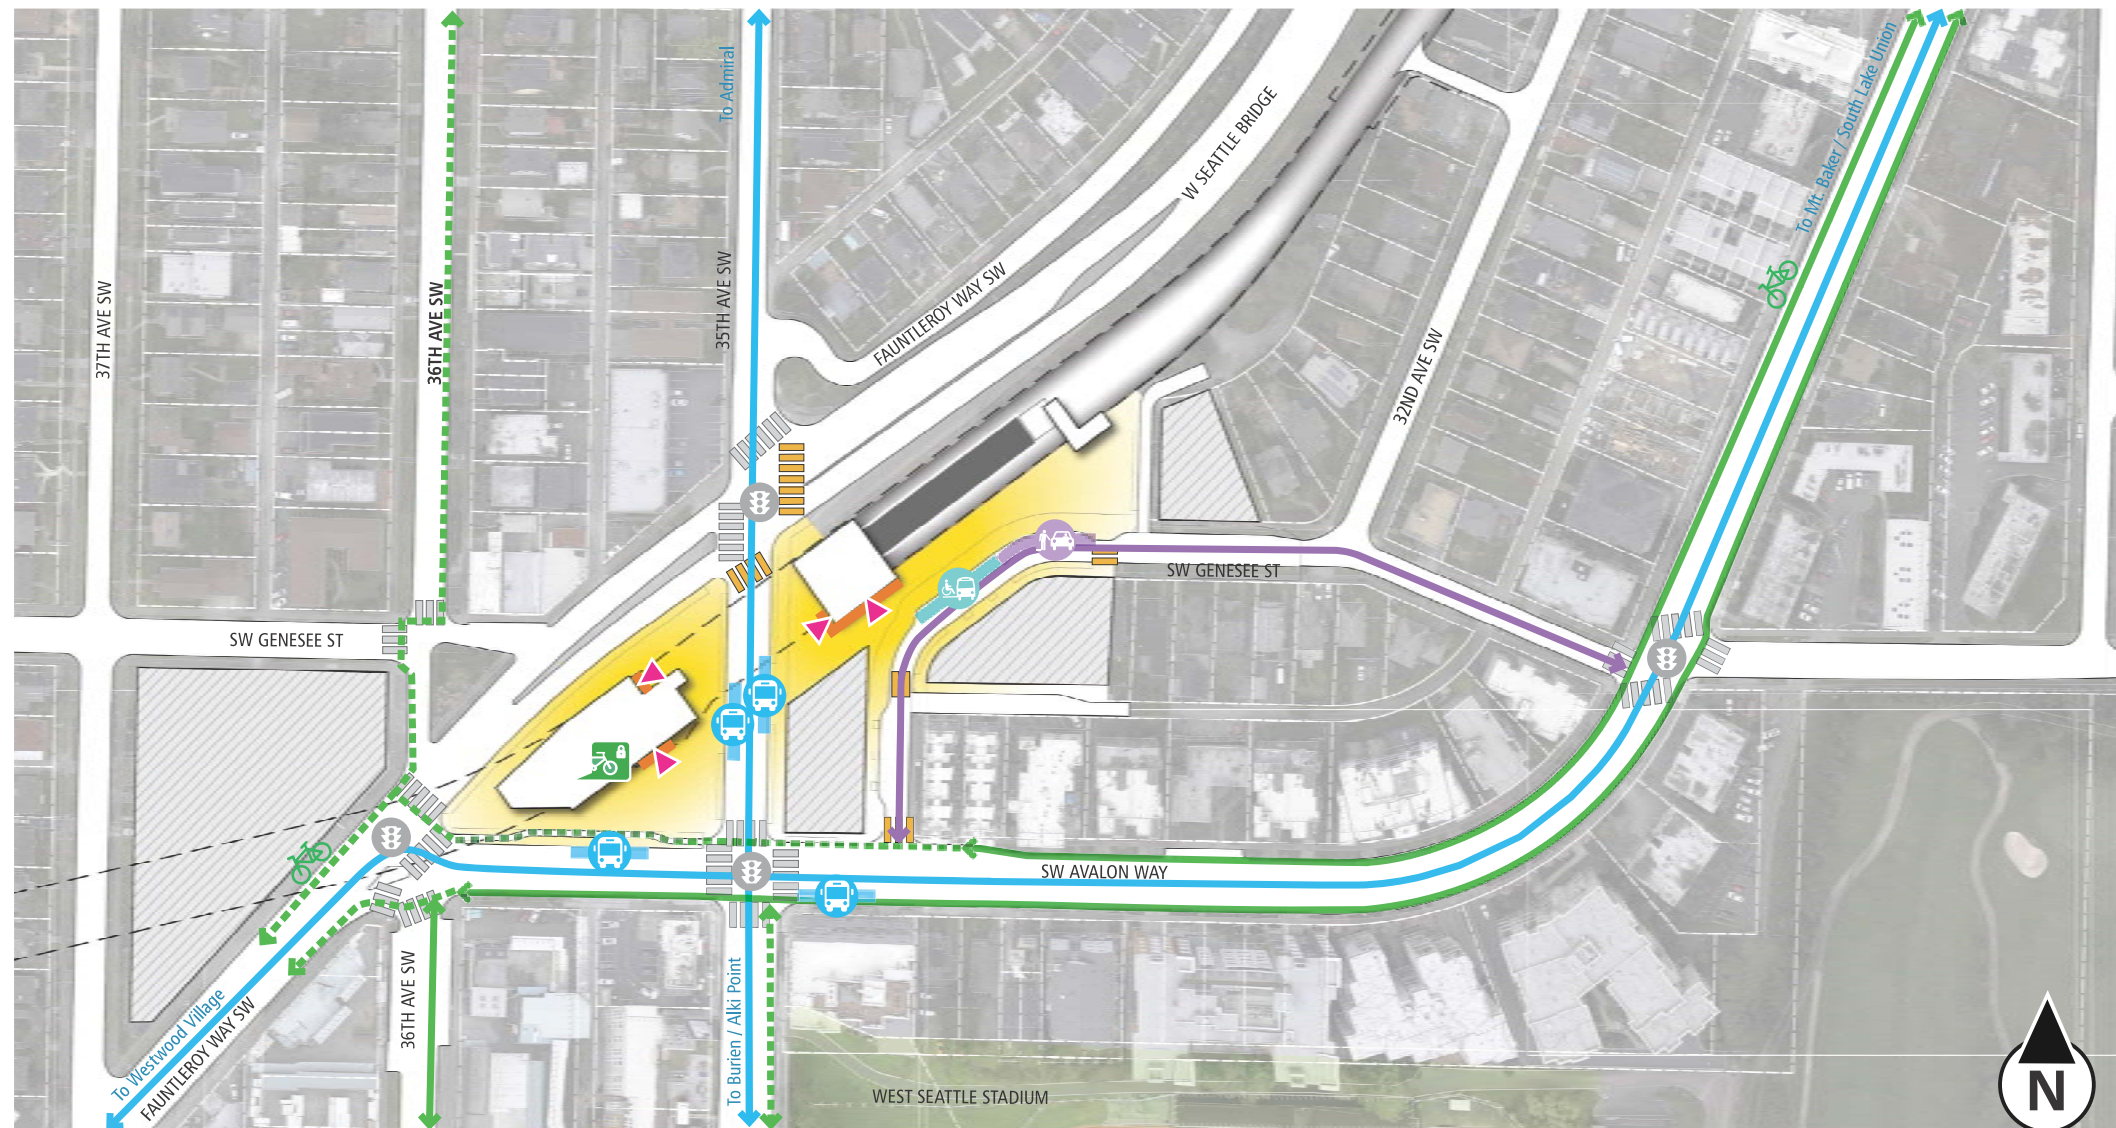 To Admiral
To Mt. Baker / South Lake Union
W SEATTLE BRIDGE
37TH AVE SW
36TH AVE SW
35TH AVE SW
FAUNTLEROY WAY SW
32ND AVE SW
SW GENESEE ST
SW GENESEE ST
SW AVALON WAY
36TH AVE SW
To Westwood Village
FAUNTLEROY WAY SW
To Burien / Alki Point
WEST SEATTLE STADIUM
N